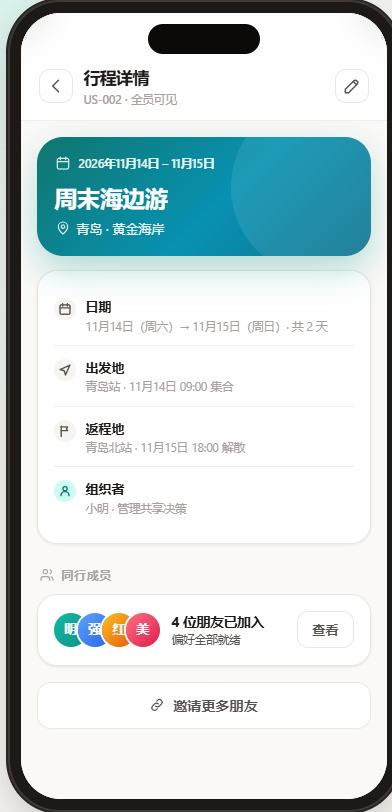 行程详情
US-002 · 全员可见
2026年11月14日 – 11月15日
周末海边游
青岛 · 黄金海岸
日期
11月14日（周六）→ 11月15日（周日）· 共 2 天
出发地
青岛站 · 11月14日 09:00 集合
返程地
青岛北站 · 11月15日 18:00 解散
组织者
小明 · 管理共享决策
同行成员
明 强 红 美
4 位朋友已加入
偏好全部就绪
查看
邀请更多朋友